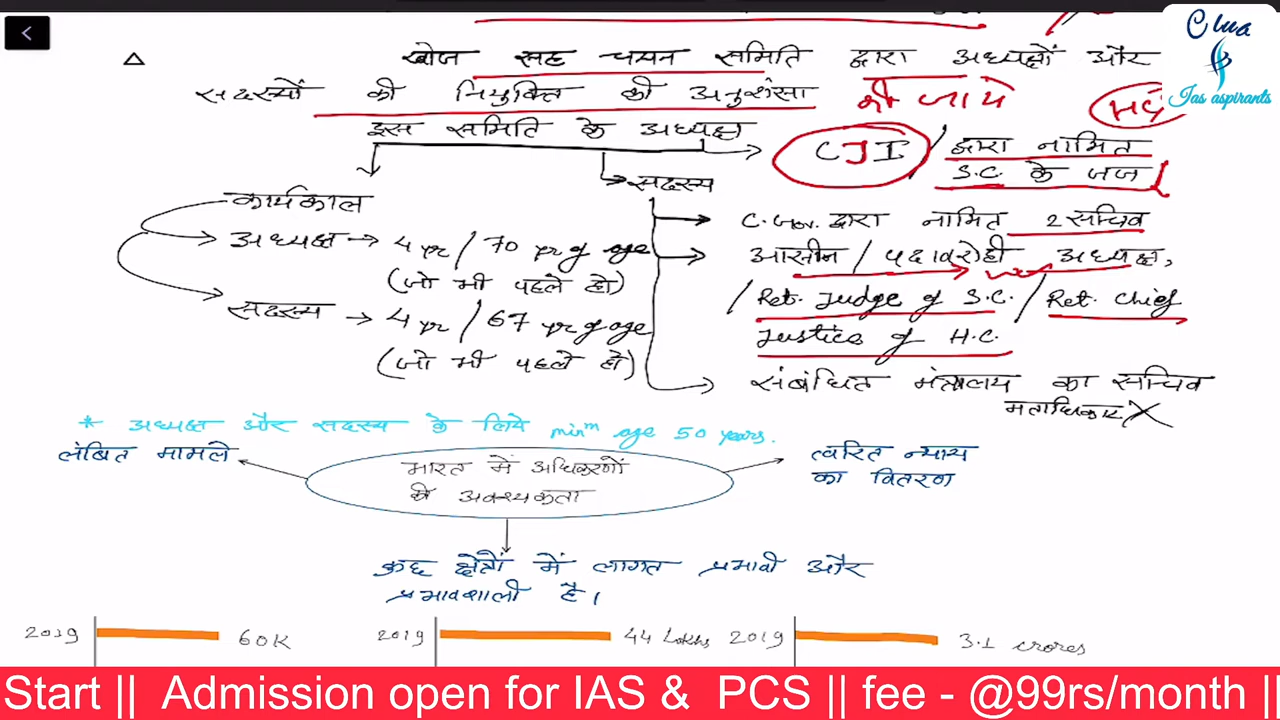 Clua
Ias aspirants
△ खोज सह चयन समिति द्वारा अध्यक्षों और
सदस्यों की नियुक्ति की अनुशंसा की जाये
इस समिति के अध्यक्ष
CJI / द्वारा नामित
S.C. के जज
सदस्य
C. Gov. द्वारा नामित 2 सचिव
आसीन / पदावरोही अध्यक्ष,
/ Ret. Judge of S.C. / Ret. Chief
Justice of H.C.
संबंधित मंत्रालय का सचिव
मताधिकार X
कार्यकाल
अध्यक्ष → 4 yr / 70 yr of age
(जो भी पहले हो)
सदस्य → 4 yr / 67 yr of age
(जो भी पहले हो)
* अध्यक्ष और सदस्य के लिये minm age 50 years.
लंबित मामले
भारत में अधिकरणों
की अवश्यकता
त्वरित न्याय
का वितरण
कुछ क्षेत्रों में लागत प्रभावी और
प्रभावशाली है।
2019 60K
2019 44 Lakhs
2019 3.1 crores
Start || Admission open for IAS & PCS || fee - @99rs/month ||